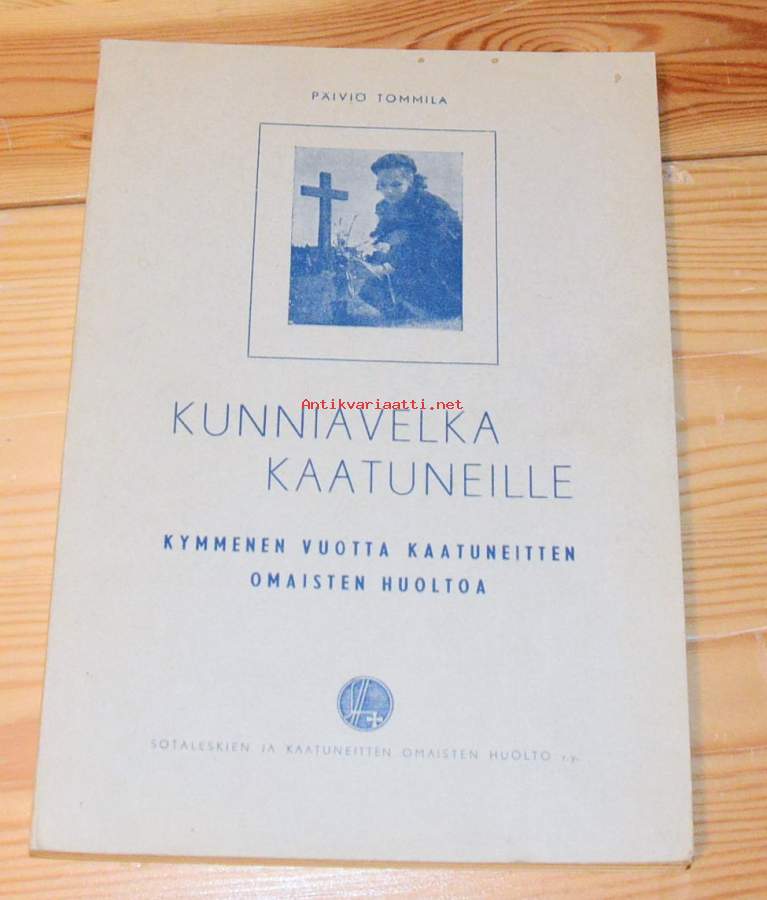 PÄIVIÖ TOMMILA
Antikvariaatti.net
KUNNIAVELKA
KAATUNEILLE
KYMMENEN VUOTTA KAATUNEITTEN
OMAISTEN HUOLTOA
SOTALESKIEN JA KAATUNEITTEN OMAISTEN HUOLTO r.y.